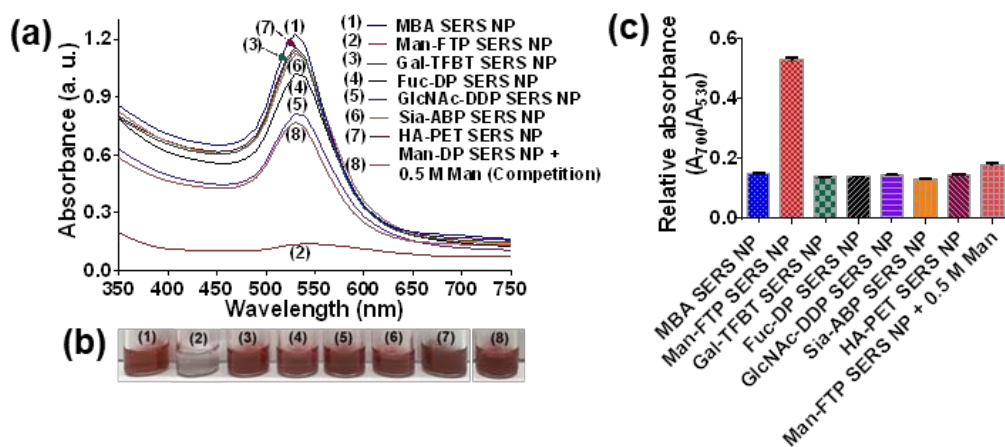 (a)
Absorbance (a. u.)
1.2
0.9
0.6
0.3
0.0
350 400 450 500 550 600 650 700 750
Wavelength (nm)
(7)
(1)
(3)
(6)
(4)
(5)
(8)
(2)
(1) MBA SERS NP
(2) Man-FTP SERS NP
(3) Gal-TFBT SERS NP
(4) Fuc-DP SERS NP
(5) GlcNAc-DDP SERS NP
(6) Sia-ABP SERS NP
(7) HA-PET SERS NP
Man-DP SERS NP +
(8) 0.5 M Man (Competition)
(b)
(1) (2) (3) (4) (5) (6) (7) (8)
(c)
Relative absorbance
(A700/A530)
0.6
0.4
0.2
0.0
MBA SERS NP
Man-FTP SERS NP
Gal-TFBT SERS NP
Fuc-DP SERS NP
GlcNAc-DDP SERS NP
Sia-ABP SERS NP
HA-PET SERS NP
Man-FTP SERS NP + 0.5 M Man